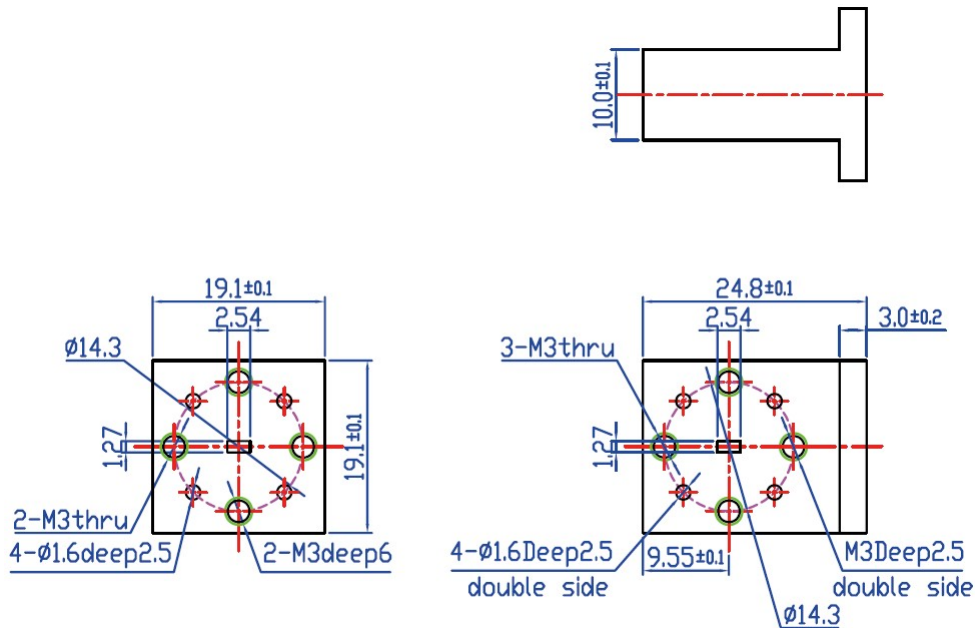 10.0±0.1
19.1±0.1
2.54
Ø14.3
1.27
19.1±0.1
2-M3thru
4-Ø1.6deep2.5
2-M3deep6
24.8±0.1
2.54
3.0±0.2
3-M3thru
1.27
4-Ø1.6Deep2.5
double side
9.55±0.1
M3Deep2.5
double side
Ø14.3